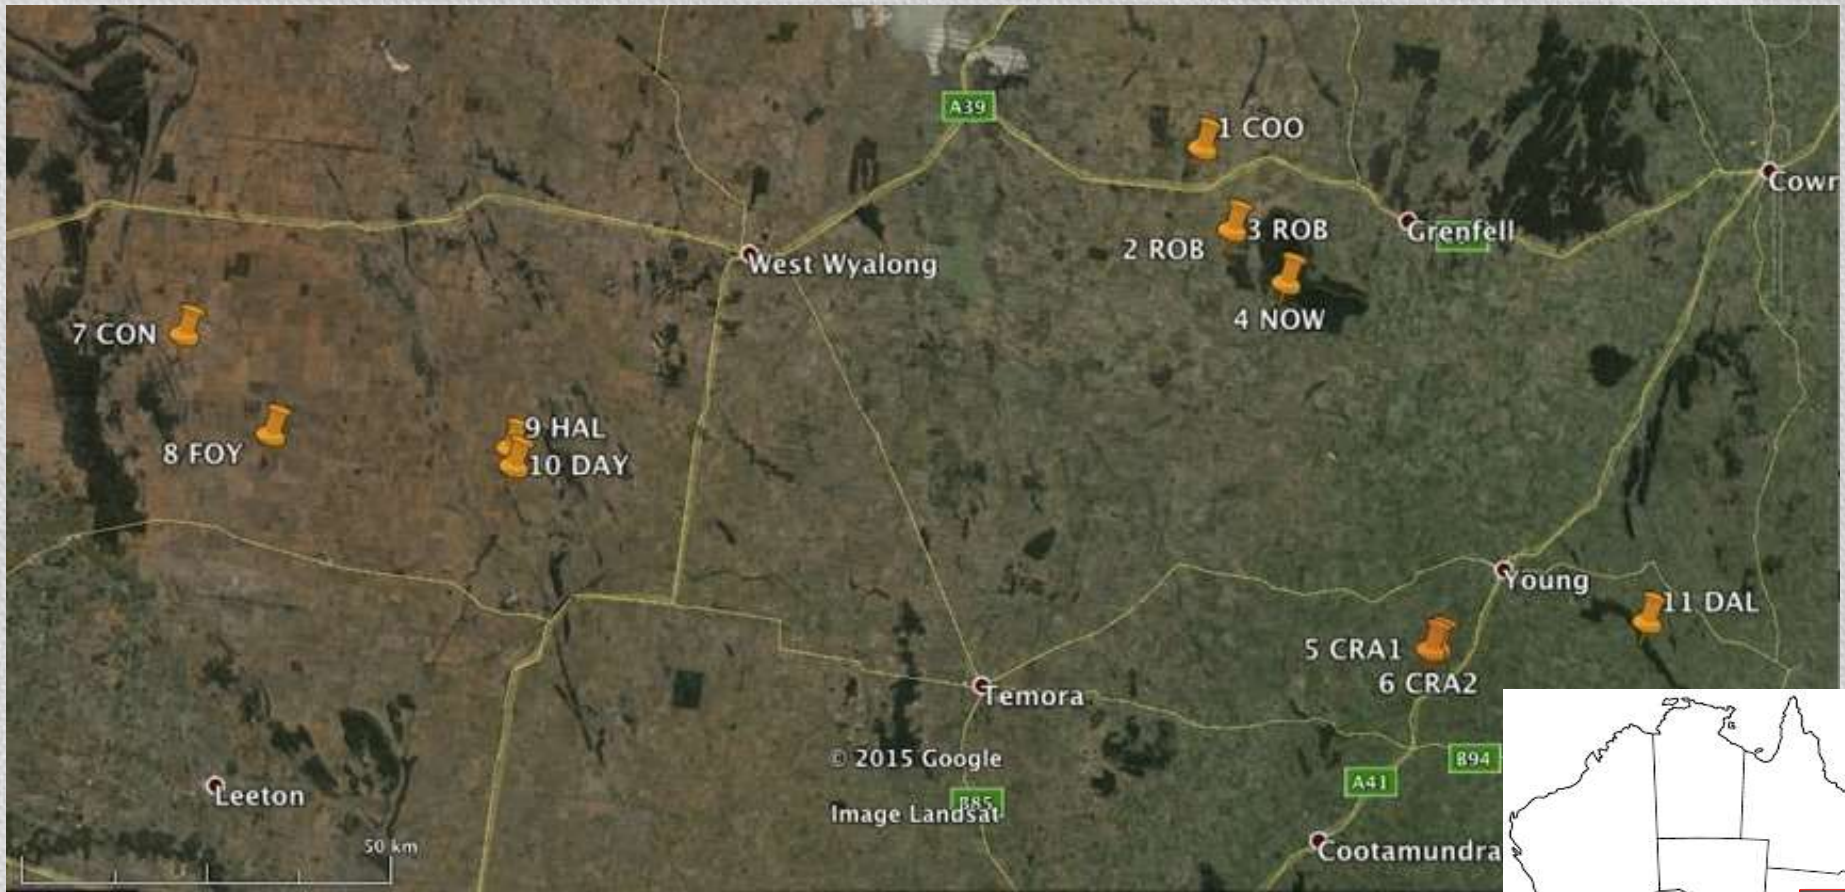 A39
1 COO
Cowr
2 ROB
3 ROB
Grenfell
West Wyalong
4 NOW
7 CON
9 HAL
8 FOY
10 DAY
Young
11 DAL
5 CRA1
6 CRA2
Temora
© 2015 Google
B94
A41
Leeton
B85
Image Landsat
50 km
Cootamundra